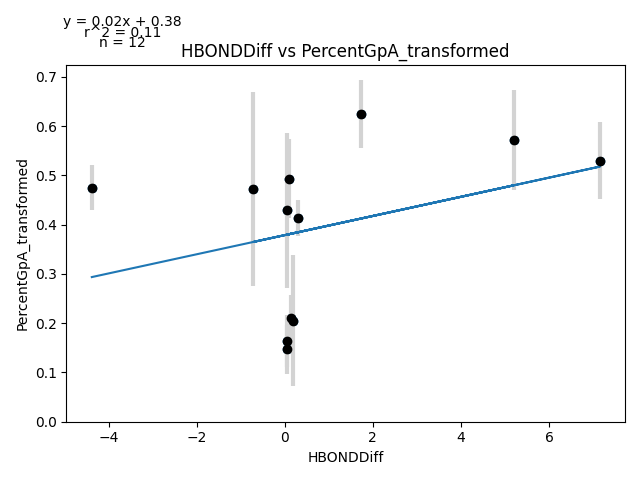 y = 0.02x + 0.38
r^2 = 0.11
n = 12
HBONDDiff vs PercentGpA_transformed
PercentGpA_transformed
0.7
0.6
0.5
0.4
0.3
0.2
0.1
0.0
−4 −2 0 2 4 6
HBONDDiff